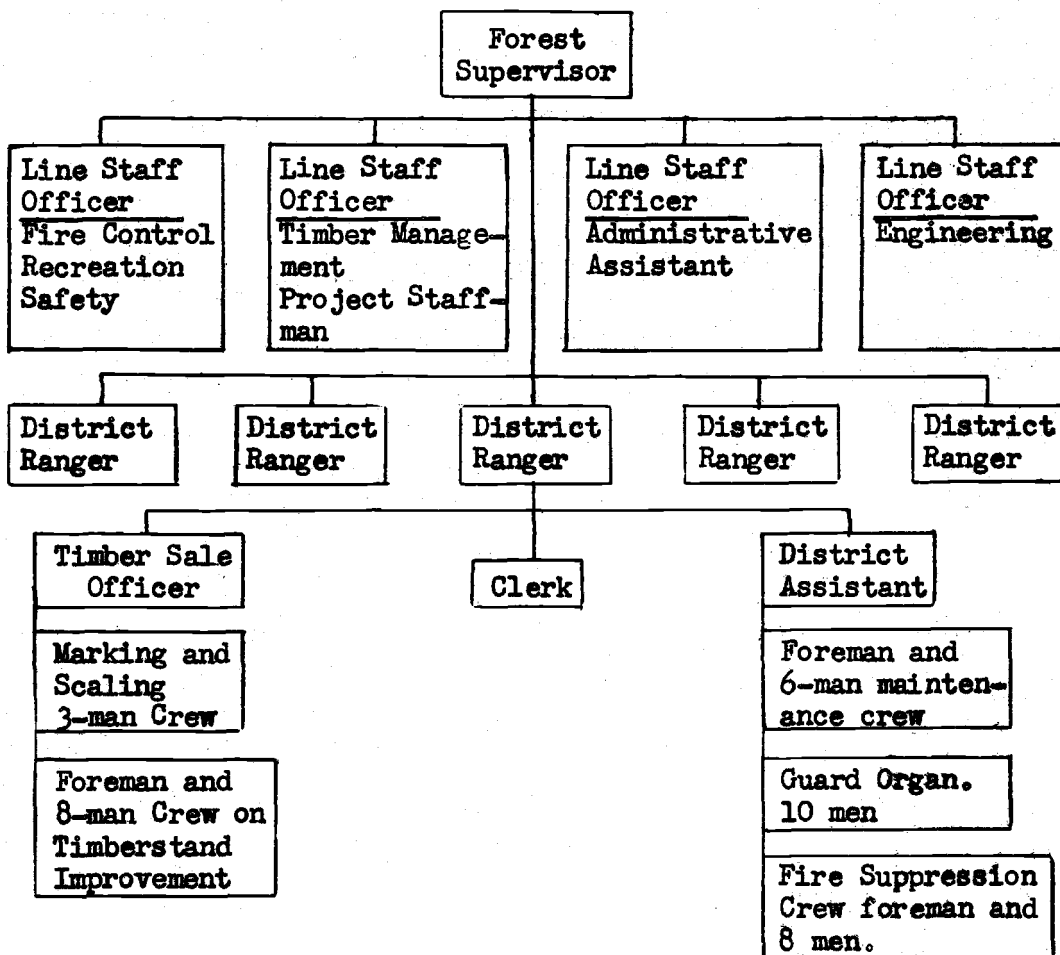 Forest
Supervisor
Line Staff
Officer
Fire Control
Recreation
Safety
Line Staff
Officer
Timber Manage-
ment
Project Staff-
man
Line Staff
Officer
Administrative
Assistant
Line Staff
Officer
Engineering
District
Ranger
District
Ranger
District
Ranger
District
Ranger
District
Ranger
Timber Sale
Officer
Marking and
Scaling
3-man Crew
Foreman and
8-man Crew on
Timberstand
Improvement
Clerk
District
Assistant
Foreman and
6-man mainten-
ance crew
Guard Organ.
10 men
Fire Suppression
Crew foreman and
8 men.